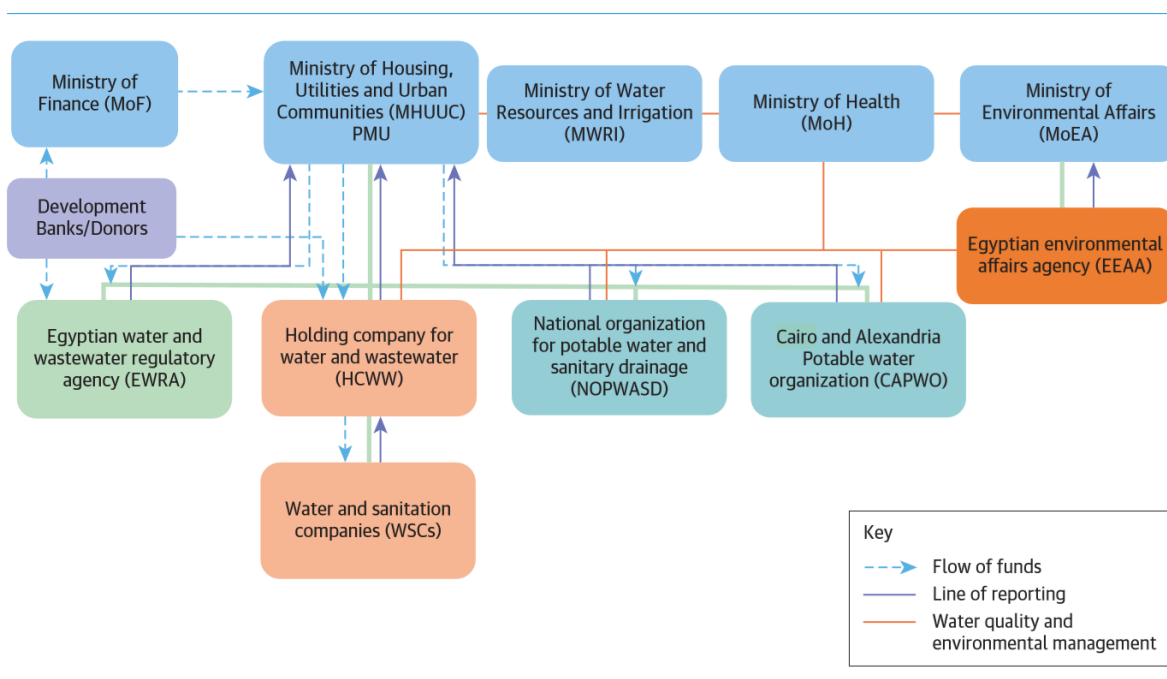 Ministry of
Finance (MoF)
Ministry of Housing,
Utilities and Urban
Communities (MHUUC)
PMU
Ministry of Water
Resources and Irrigation
(MWRI)
Ministry of Health
(MoH)
Ministry of
Environmental Affairs
(MoEA)
Development
Banks/Donors
Egyptian environmental
affairs agency (EEAA)
Egyptian water and
wastewater regulatory
agency (EWRA)
Holding company for
water and wastewater
(HCWW)
National organization
for potable water and
sanitary drainage
(NOPWASD)
Cairo and Alexandria
Potable water
organization (CAPWO)
Water and sanitation
companies (WSCs)
Key
Flow of funds
Line of reporting
Water quality and
environmental management